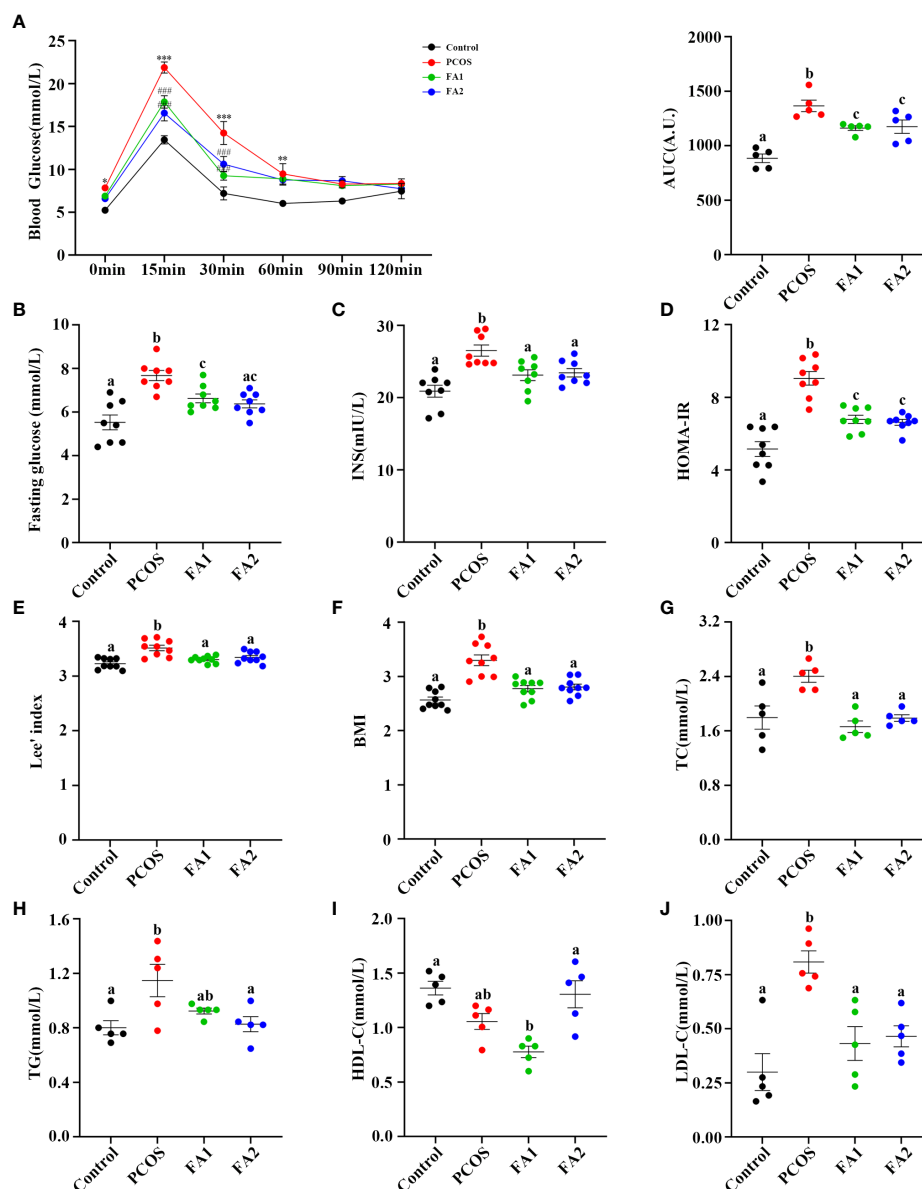 A
Blood Glucose(mmol/L)
25
20
15
10
5
0
0min 15min 30min 60min 90min 120min
* *** ### *** ### **
Control
PCOS
FA1
FA2
AUC(A.U.)
2000
1500
1000
500
0
a b c c
Control PCOS FA1 FA2
B
Fasting glucose (mmol/L)
10
8
6
4
2
0
a b c ac
Control PCOS FA1 FA2
C
INS(mIU/L)
30
20
10
0
a b a a
Control PCOS FA1 FA2
D
HOMA-IR
12
8
4
0
a b c c
Control PCOS FA1 FA2
E
Lee' index
4
3
2
1
0
a b a a
Control PCOS FA1 FA2
F
BMI
4
3
2
1
0
a b a a
Control PCOS FA1 FA2
G
TC(mmol/L)
3.2
2.4
1.6
0.8
0.0
a b a a
Control PCOS FA1 FA2
H
TG(mmol/L)
1.6
1.2
0.8
0.4
0.0
a b ab a
Control PCOS FA1 FA2
I
HDL-C(mmol/L)
2.0
1.5
1.0
0.5
0.0
a ab b a
Control PCOS FA1 FA2
J
LDL-C(mmol/L)
1.00
0.75
0.50
0.25
0.00
a b a a
Control PCOS FA1 FA2